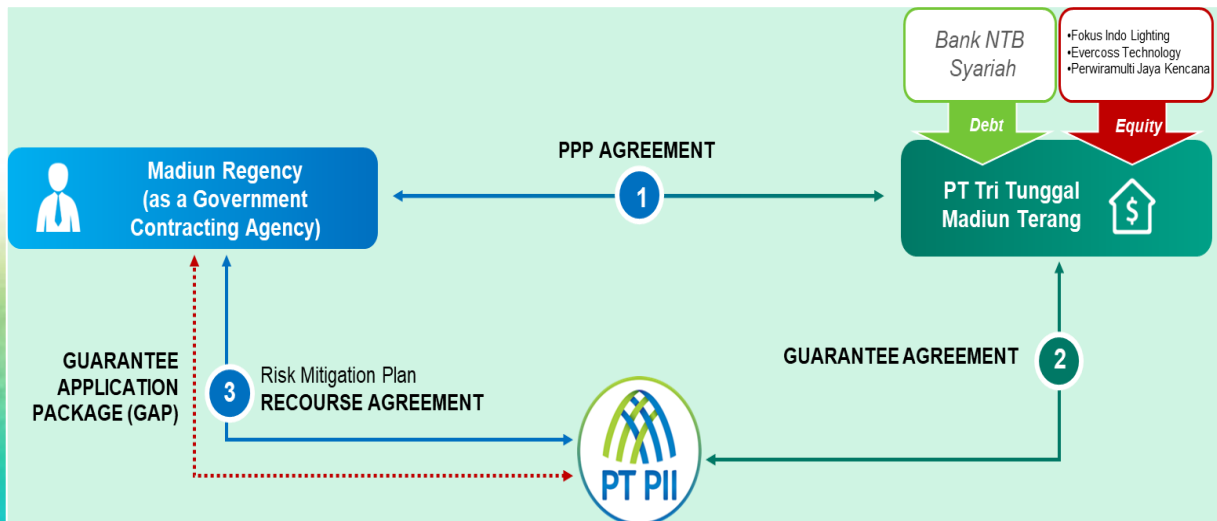 Bank NTB
Syariah
•Fokus Indo Lighting
•Evercoss Technology
•Perwiramulti Jaya Kencana
Debt
Equity
Madiun Regency
(as a Government
Contracting Agency)
PPP AGREEMENT
1
PT Tri Tunggal
Madiun Terang
$
GUARANTEE
APPLICATION
PACKAGE (GAP)
3
Risk Mitigation Plan
RECOURSE AGREEMENT
GUARANTEE AGREEMENT
2
PT PII